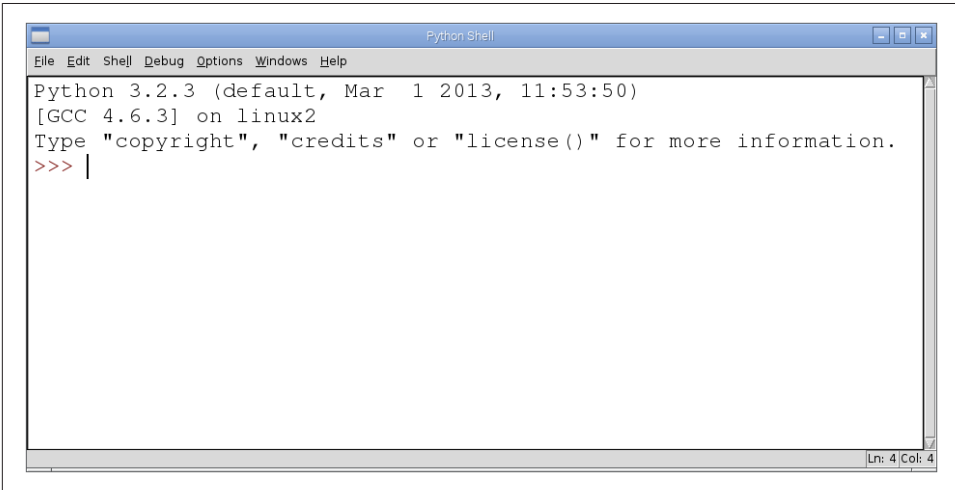 Python Shell
File Edit Shell Debug Options Windows Help
Python 3.2.3 (default, Mar  1 2013, 11:53:50)
[GCC 4.6.3] on linux2
Type "copyright", "credits" or "license()" for more information.
>>>
Ln: 4 Col: 4